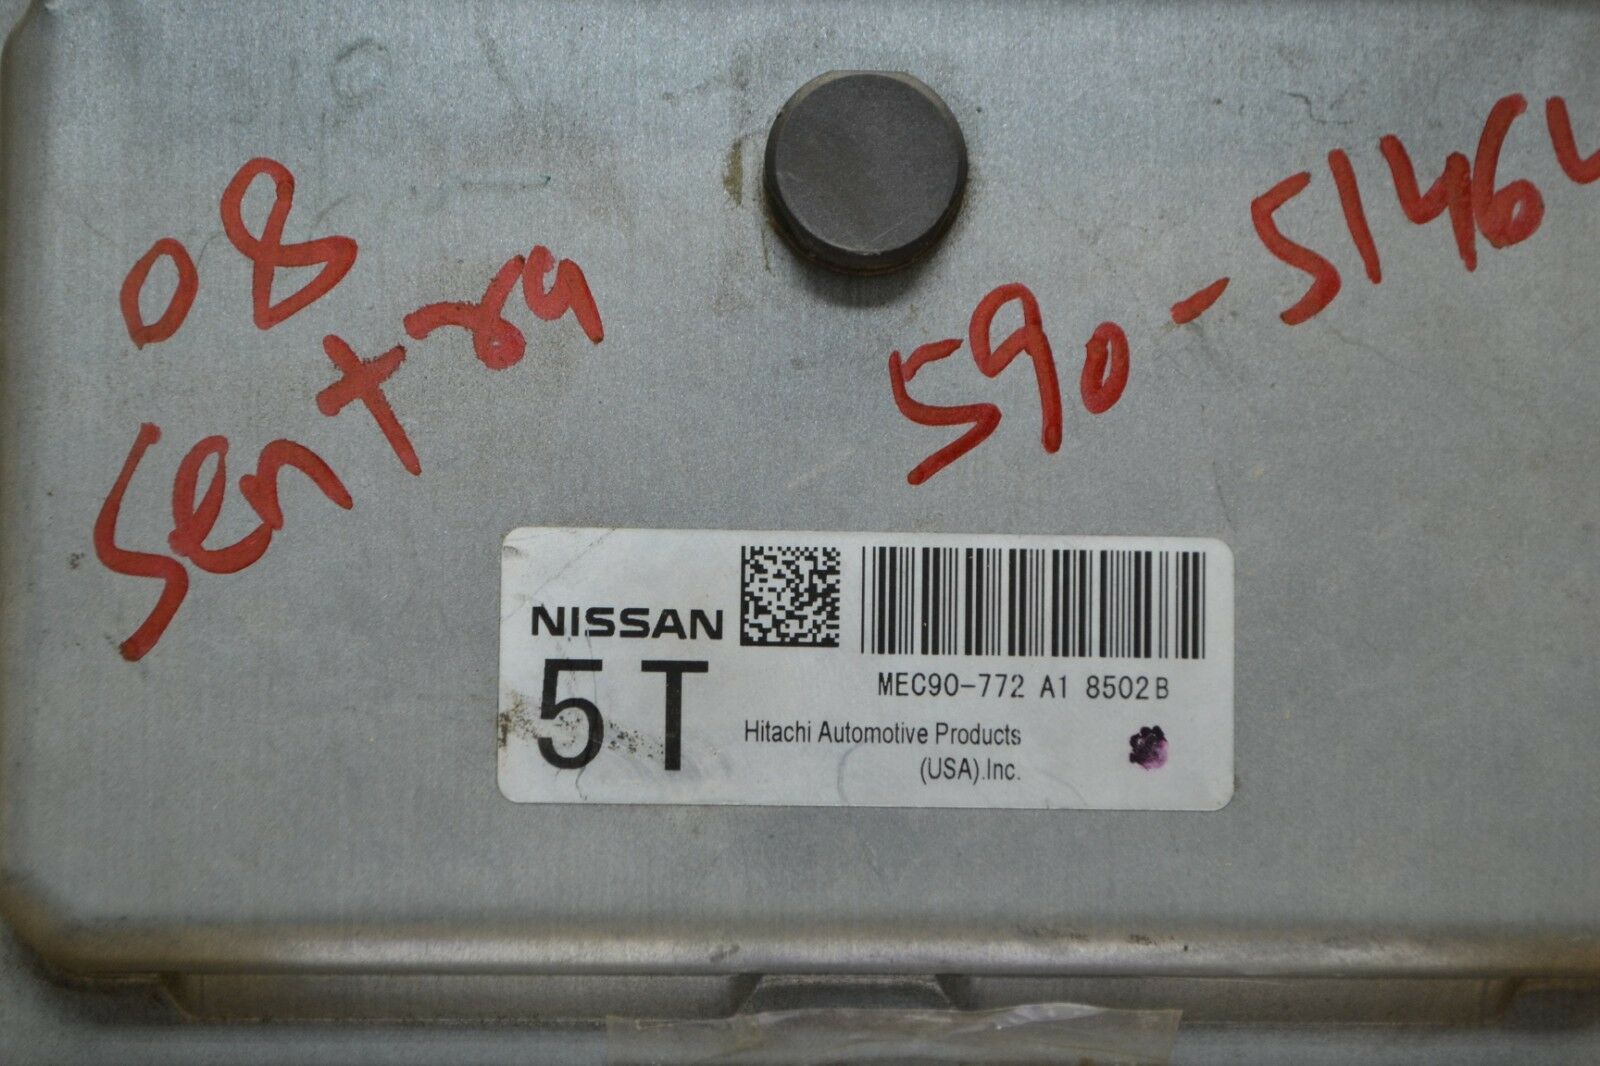 08
Sentra
590-5146
NISSAN
5T
MEC90-772 A1 8502B
Hitachi Automotive Products
(USA).Inc.